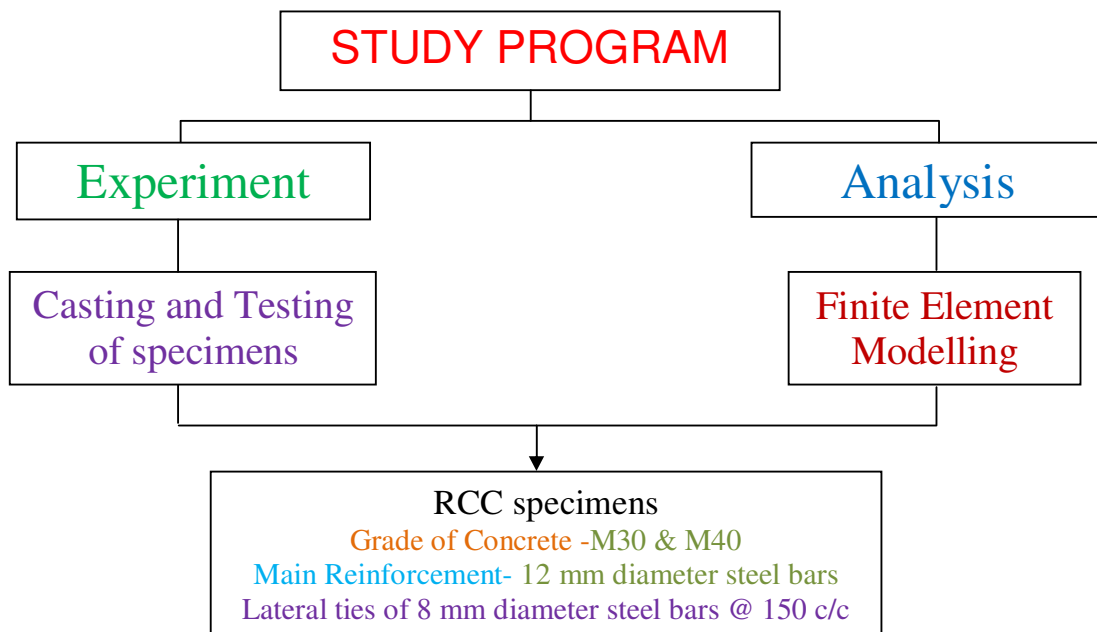 STUDY PROGRAM
Experiment
Analysis
Casting and Testing
of specimens
Finite Element
Modelling
RCC specimens
Grade of Concrete -M30 & M40
Main Reinforcement- 12 mm diameter steel bars
Lateral ties of 8 mm diameter steel bars @ 150 c/c